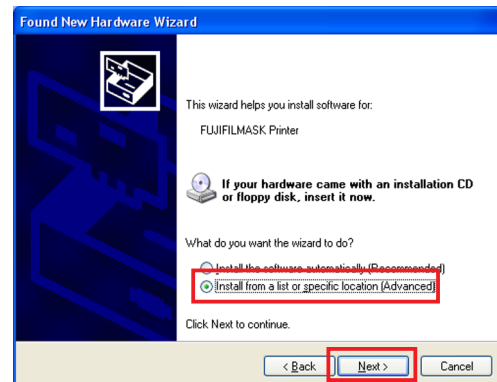 Found New Hardware Wizard
This wizard helps you install software for:
FUJIFILMASK Printer
If your hardware came with an installation CD
or floppy disk, insert it now.
What do you want the wizard to do?
Install the software automatically (Recommended)
Install from a list or specific location (Advanced)
Click Next to continue.
< Back
Next >
Cancel